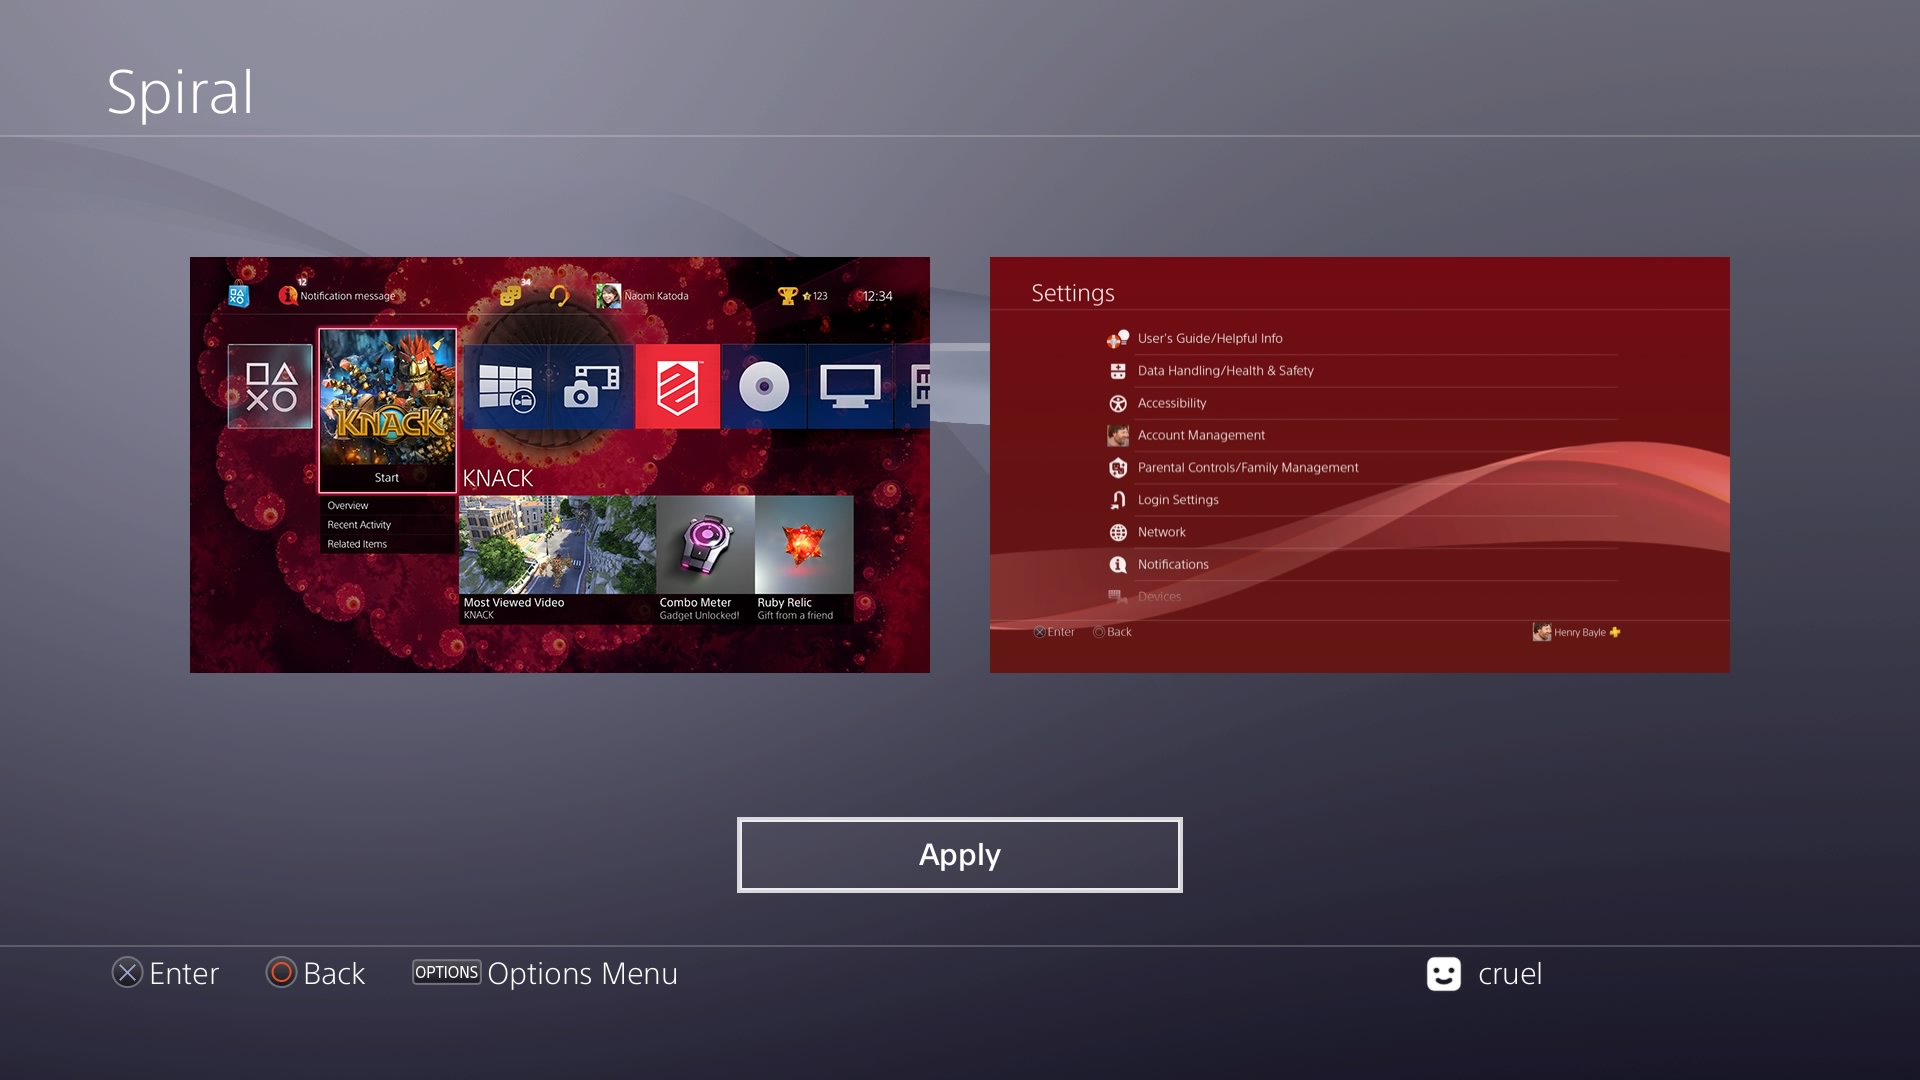 Spiral
12
Notification message
34
Naomi Katoda
123
12:34
KNACK
Start
Overview
Recent Activity
Related Items
KNACK
Most Viewed Video
KNACK
Combo Meter
Gadget Unlocked!
Ruby Relic
Gift from a friend
Settings
User's Guide/Helpful Info
Data Handling/Health & Safety
Accessibility
Account Management
Parental Controls/Family Management
Login Settings
Network
Notifications
Devices
Enter
Back
Henry Bayle
Apply
Enter
Back
OPTIONS Options Menu
cruel